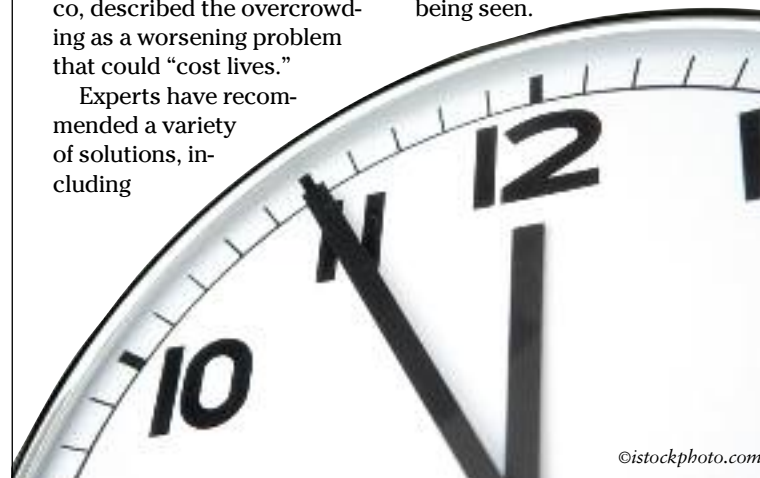 co, described the overcrowd-
ing as a worsening problem
that could “cost lives.”
Experts have recom-
mended a variety
of solutions, in-
cluding
being seen.
12
11
10
©istockphoto.com